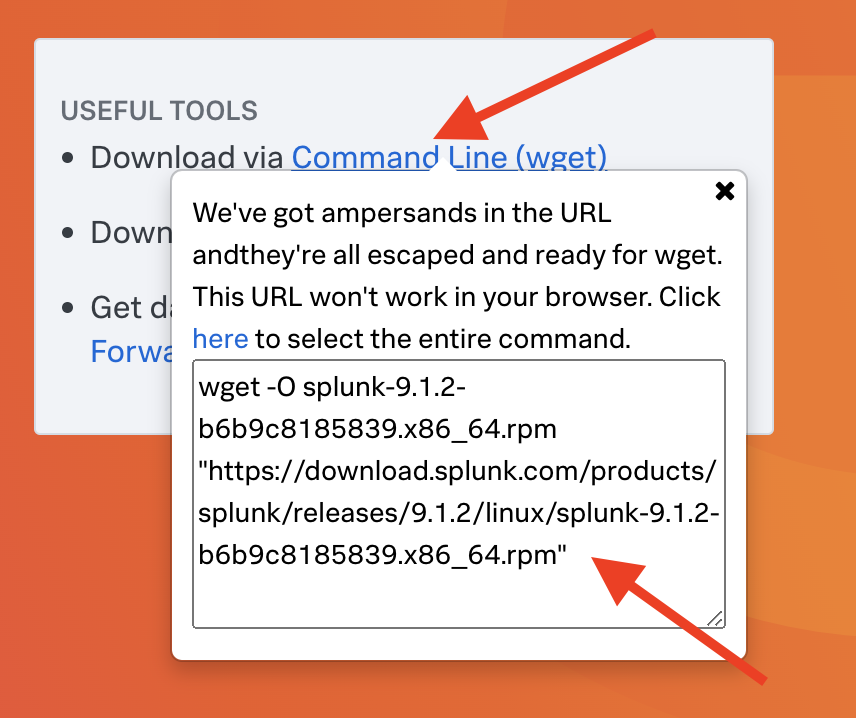 USEFUL TOOLS
• Download via Command Line (wget)
We've got ampersands in the URL
andthey're all escaped and ready for wget.
This URL won't work in your browser. Click
here to select the entire command.
• Down
• Get da
Forwa
wget -O splunk-9.1.2-
b6b9c8185839.x86_64.rpm
"https://download.splunk.com/products/
splunk/releases/9.1.2/linux/splunk-9.1.2-
b6b9c8185839.x86_64.rpm"